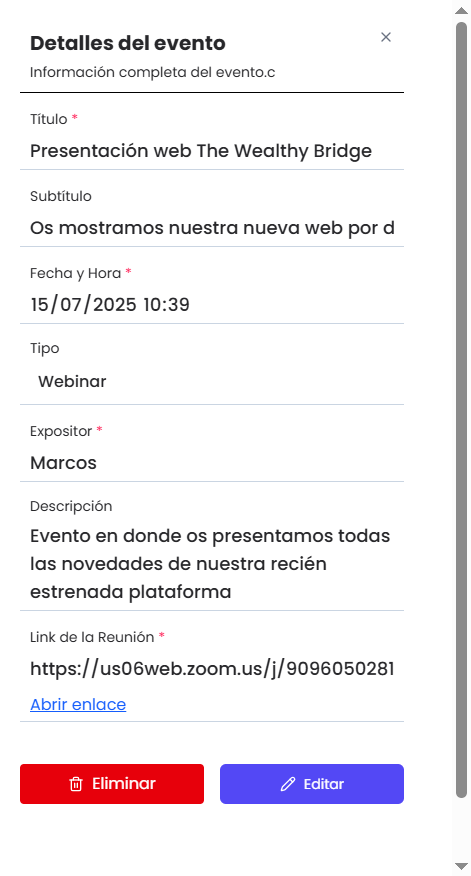 Detalles del evento
Información completa del evento.c
Título *
Presentación web The Wealthy Bridge
Subtítulo
Os mostramos nuestra nueva web por d
Fecha y Hora *
15/07/2025 10:39
Tipo
Webinar
Expositor *
Marcos
Descripción
Evento en donde os presentamos todas
las novedades de nuestra recién
estrenada plataforma
Link de la Reunión *
https://us06web.zoom.us/j/9096050281
Abrir enlace
Eliminar
Editar